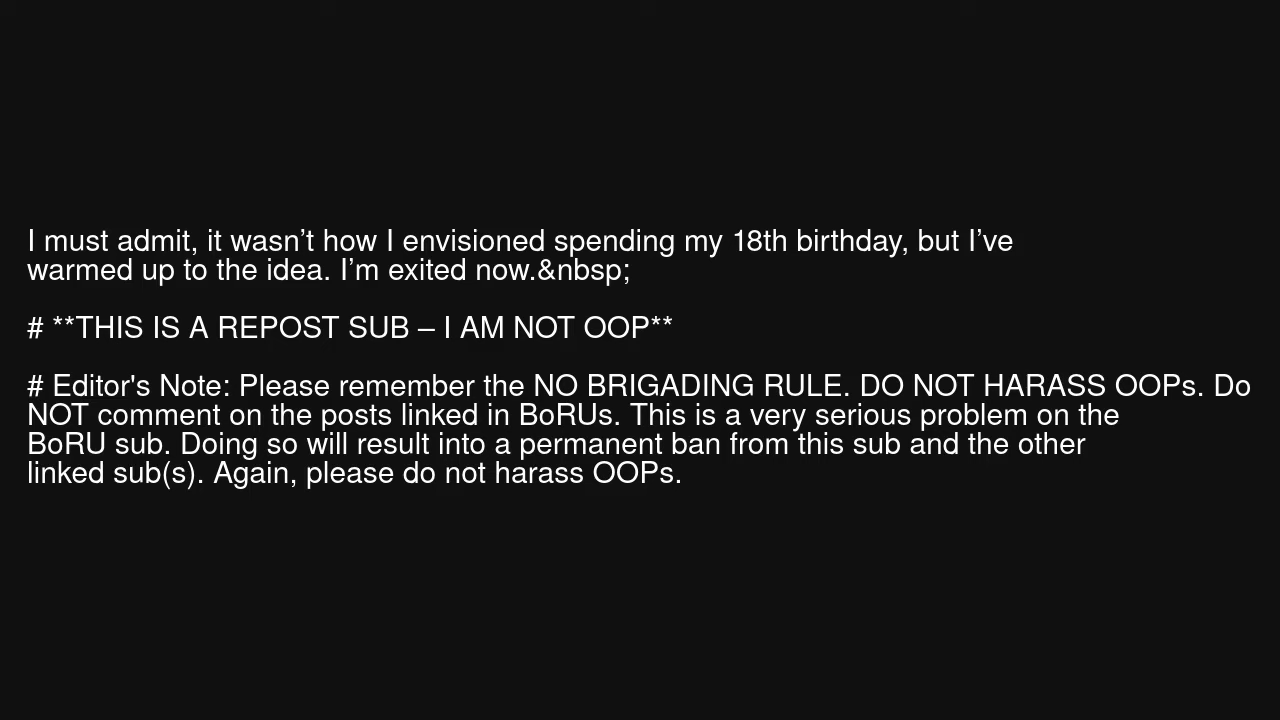 I must admit, it wasn’t how I envisioned spending my 18th birthday, but I’ve
warmed up to the idea. I’m exited now.&nbsp;
# **THIS IS A REPOST SUB – I AM NOT OOP**
# Editor's Note: Please remember the NO BRIGADING RULE. DO NOT HARASS OOPs. Do
NOT comment on the posts linked in BoRUs. This is a very serious problem on the
BoRU sub. Doing so will result into a permanent ban from this sub and the other
linked sub(s). Again, please do not harass OOPs.